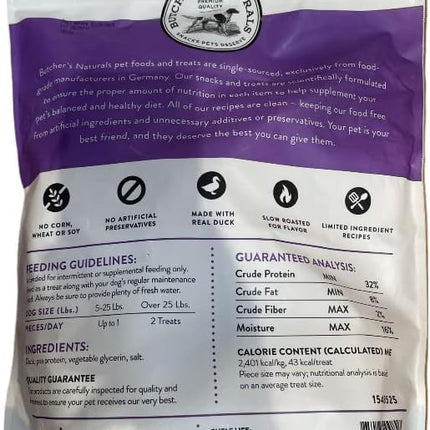 PREMIUM
QUALITY
SNACKS PETS DESERVE
Butcher's Naturals pet foods and treats are single-sourced, exclusively from food-
grade manufacturers in Germany. Our snacks and treats are scientifically formulated
to ensure the proper amount of nutrition in each item to help supplement your
pet's balanced and healthy diet. All of our recipes are clean – keeping our food free
from artificial ingredients and unnecessary additives or preservatives. Your pet is your
best friend, and they deserve the best you can give them.
NO CORN,
WHEAT OR SOY
NO ARTIFICIAL
PRESERVATIVES
MADE WITH
REAL DUCK
SLOW ROASTED
FOR FLAVOR
LIMITED INGREDIENT
RECIPES
FEEDING GUIDELINES:
for intermittent or supplemental feeding only.
as a treat along with your dog's regular maintenance
Always be sure to provide plenty of fresh water.
DOG SIZE (Lbs.) 5-25 Lbs. Over 25 Lbs.
PIECES/DAY Up to 1 2 Treats
INGREDIENTS:
Duck, pea protein, vegetable glycerin, salt.
QUALITY GUARANTEE
Our products are carefully inspected for quality and
to ensure your pet receives our very best.
GUARANTEED ANALYSIS:
Crude Protein MIN 32%
Crude Fat MIN 8%
Crude Fiber MAX 2%
Moisture MAX 16%
CALORIE CONTENT (CALCULATED) ME
2,401 kcal/kg, 43 kcal/treat.
Piece size may vary; nutritional analysis is based
on an average treat size.
154052S